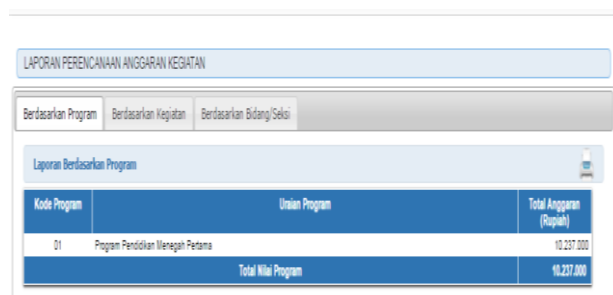 LAPORAN PERENCANAAN ANGGARAN KEGIATAN
Berdasarkan Program Berdasarkan Kegiatan Berdasarkan Bidang/Seksi
Laporan Berdasarkan Program
Kode Program Uraian Program Total Anggaran
(Rupiah)
01 Program Pendidikan Menegah Pertama 10.237.000
Total Nilai Program 10.237.000